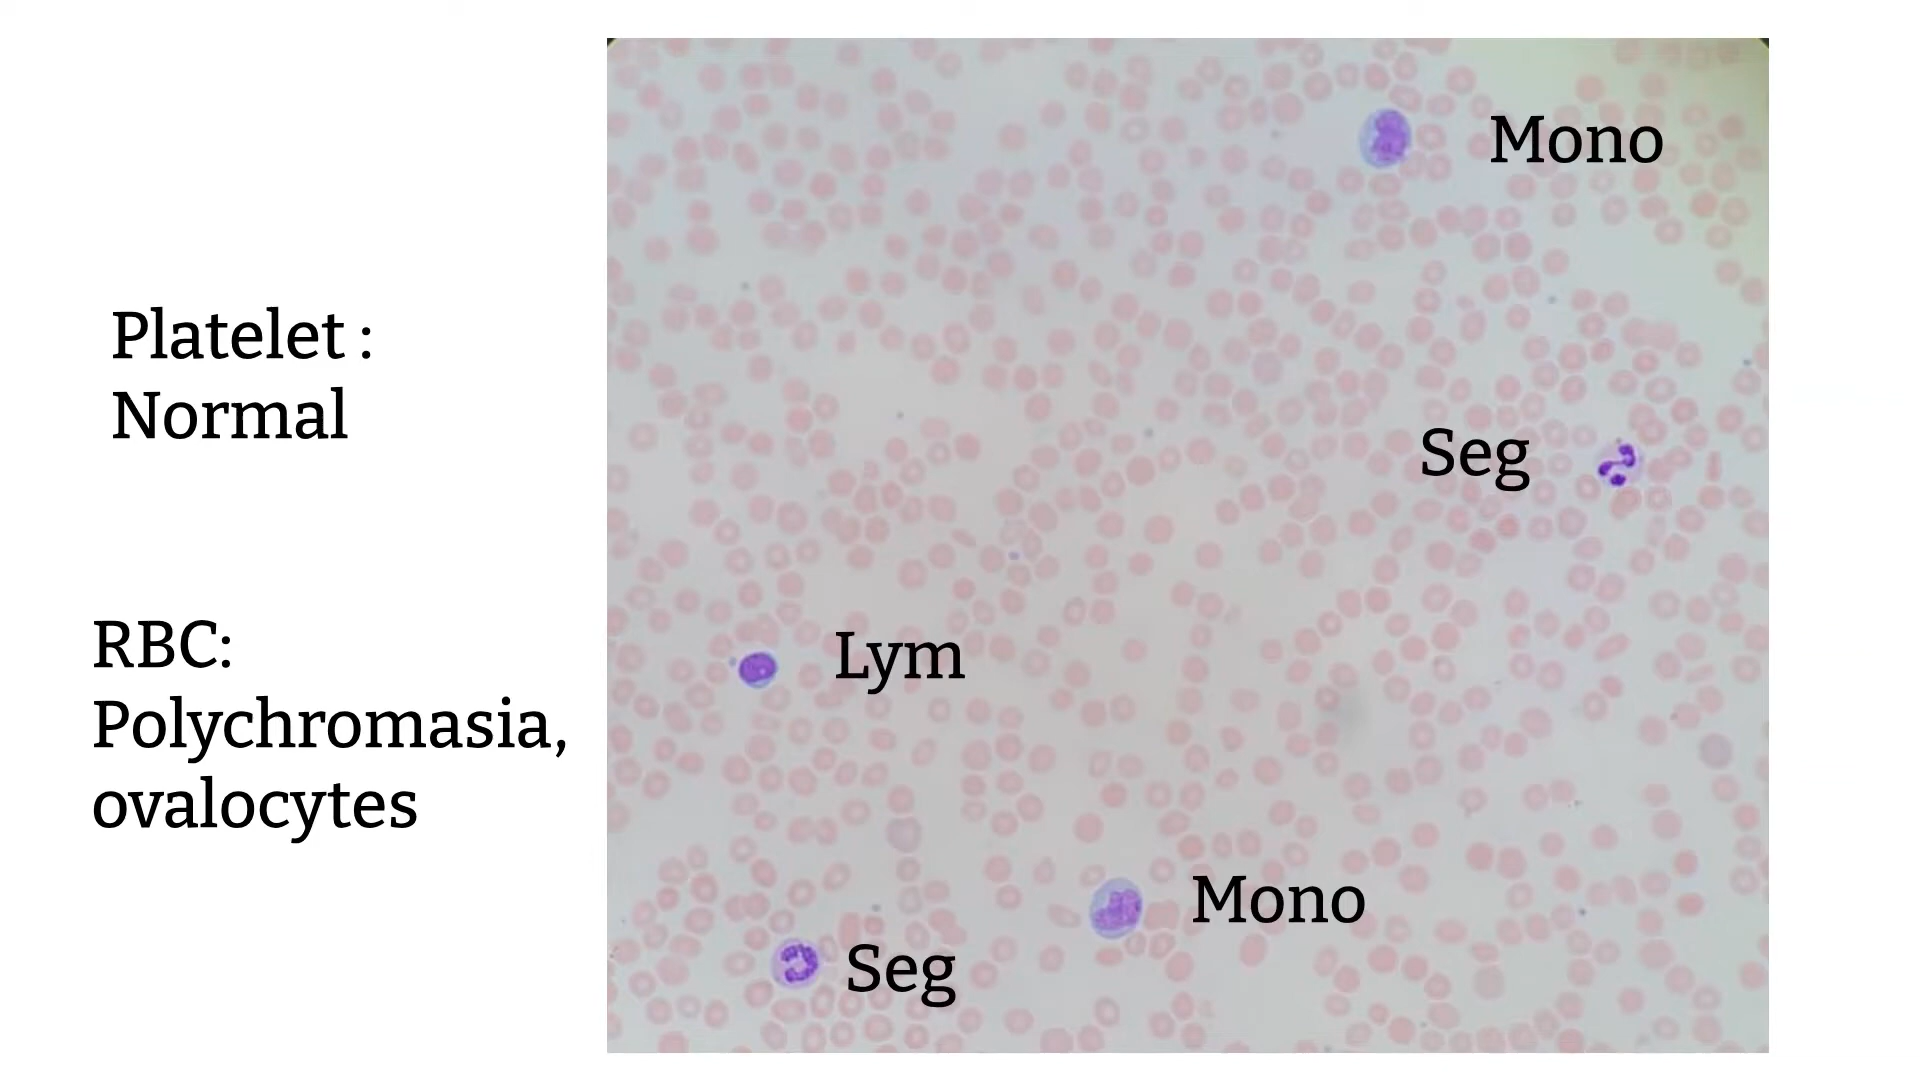 Platelet :
Normal
RBC:
Polychromasia,
ovalocytes
Mono
Seg
Lym
Mono
Seg